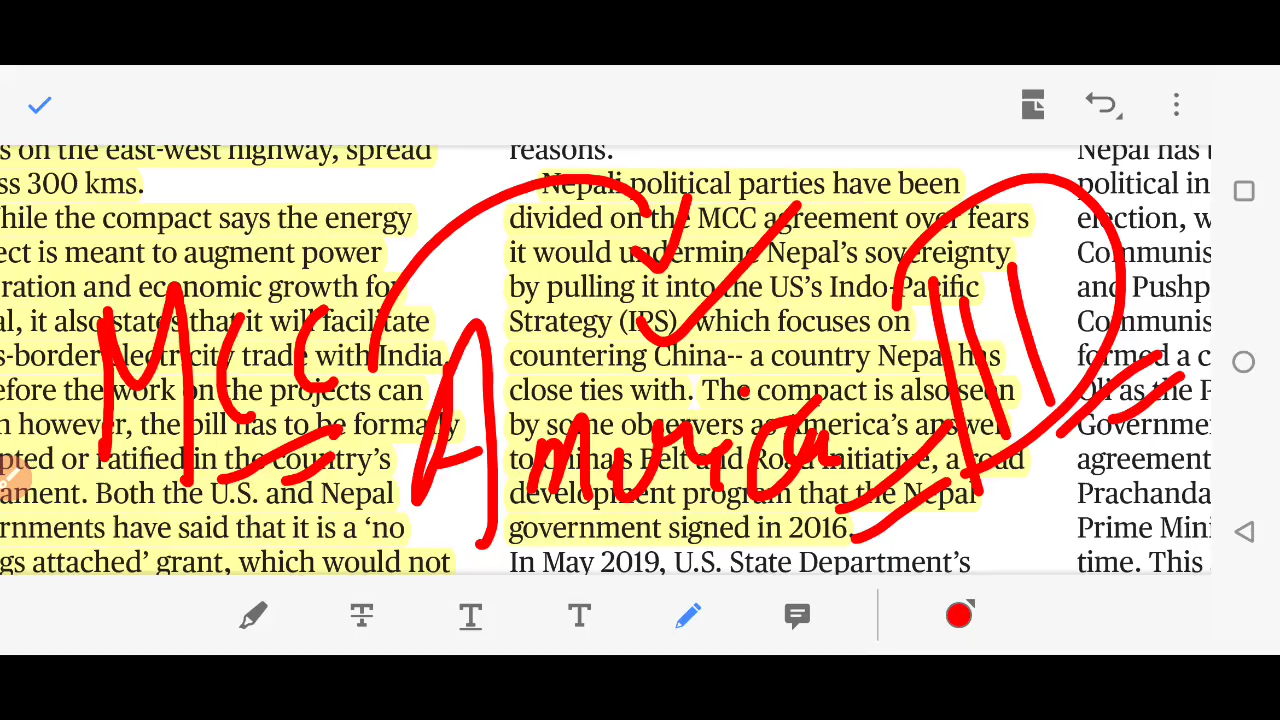 s on the east-west highway, spread
ss 300 kms.
hile the compact says the energy
ect is meant to augment power
ration and economic growth for
al, it also states that it will facilitate
s-border electricity trade with India.
efore the work on the projects can
n however, the bill has to be formally
pted or ratified in the country's
ament. Both the U.S. and Nepal
rnments have said that it is a 'no
gs attached' grant, which would not
MCC
America
reasons.
Nepali political parties have been
divided on the MCC agreement over fears
it would undermine Nepal's sovereignty
by pulling it into the US's Indo-Pacific
Strategy (IPS), which focuses on
countering China-- a country Nepal has
close ties with. The compact is also seen
by some observers as America's answer
to China's Belt and Road Initiative, a road
development program that the Nepal
government signed in 2016.
In May 2019, U.S. State Department's
Nepal has
political in
election, w
Communis
and Pushp
Communis
formed a c
Oli as the P
Governme
agreement
Prachanda
Prime Mini
time. This